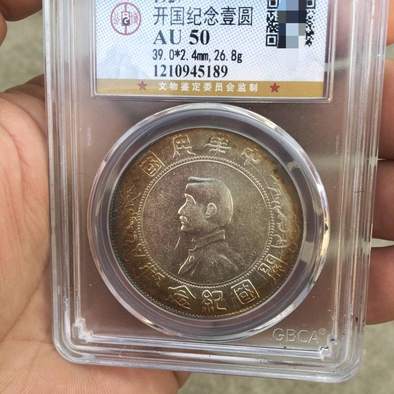 开国纪念壹圆
AU 50
39.0*2.4mm, 26.8g
1210945189
★ 文物鉴定委员会监制 ★
中華民國
開國紀念幣
GBCA